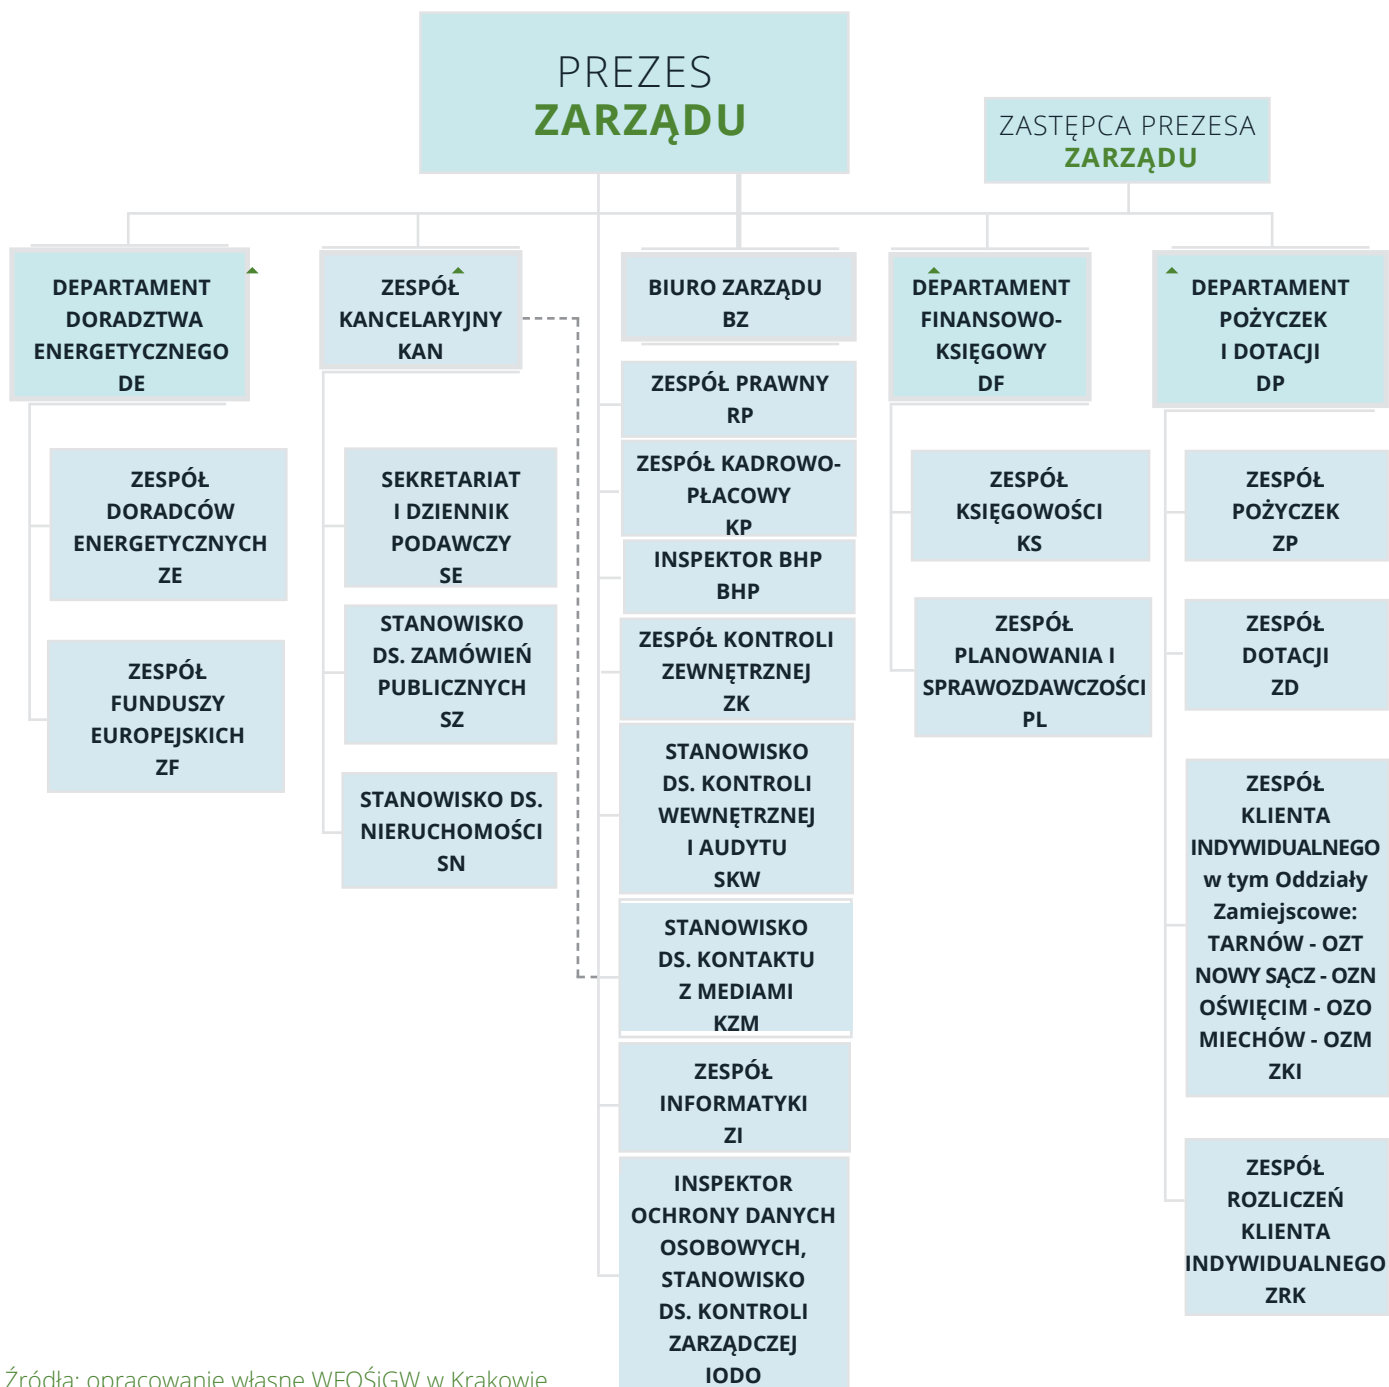 PREZES
ZARZĄDU
ZASTĘPCA PREZESA
ZARZĄDU
DEPARTAMENT
DORADZTWA
ENERGETYCZNEGO
DE
ZESPÓŁ
DORADCÓW
ENERGETYCZNYCH
ZE
ZESPÓŁ
FUNDUSZY
EUROPEJSKICH
ZF
ZESPÓŁ
KANCELARYJNY
KAN
SEKRETARIAT
I DZIENNIK
PODAWCZY
SE
STANOWISKO
DS. ZAMÓWIEŃ
PUBLICZNYCH
SZ
STANOWISKO DS.
NIERUCHOMOŚCI
SN
BIURO ZARZĄDU
BZ
ZESPÓŁ PRAWNY
RP
ZESPÓŁ KADROWO-
PŁACOWY
KP
INSPEKTOR BHP
BHP
ZESPÓŁ KONTROLI
ZEWNĘTRZNEJ
ZK
STANOWISKO
DS. KONTROLI
WEWNĘTRZNEJ
I AUDYTU
SKW
STANOWISKO
DS. KONTAKTU
Z MEDIAMI
KZM
ZESPÓŁ
INFORMATYKI
ZI
INSPEKTOR
OCHRONY DANYCH
OSOBOWYCH,
STANOWISKO
DS. KONTROLI
ZARZĄDCZEJ
IODO
DEPARTAMENT
FINANSOWO-
KSIĘGOWY
DF
ZESPÓŁ
KSIĘGOWOŚCI
KS
ZESPÓŁ
PLANOWANIA I
SPRAWOZDAWCZOŚCI
PL
DEPARTAMENT
POŻYCZEK
I DOTACJI
DP
ZESPÓŁ
POŻYCZEK
ZP
ZESPÓŁ
DOTACJI
ZD
ZESPÓŁ
KLIENTA
INDYWIDUALNEGO
w tym Oddziały
Zamiejscowe:
TARNÓW - OZT
NOWY SĄCZ - OZN
OŚWIĘCIM - OZO
MIECHÓW - OZM
ZKI
ZESPÓŁ
ROZLICZEŃ
KLIENTA
INDYWIDUALNEGO
ZRK
Źródła: opracowanie własne WFOŚiGW w Krakowie